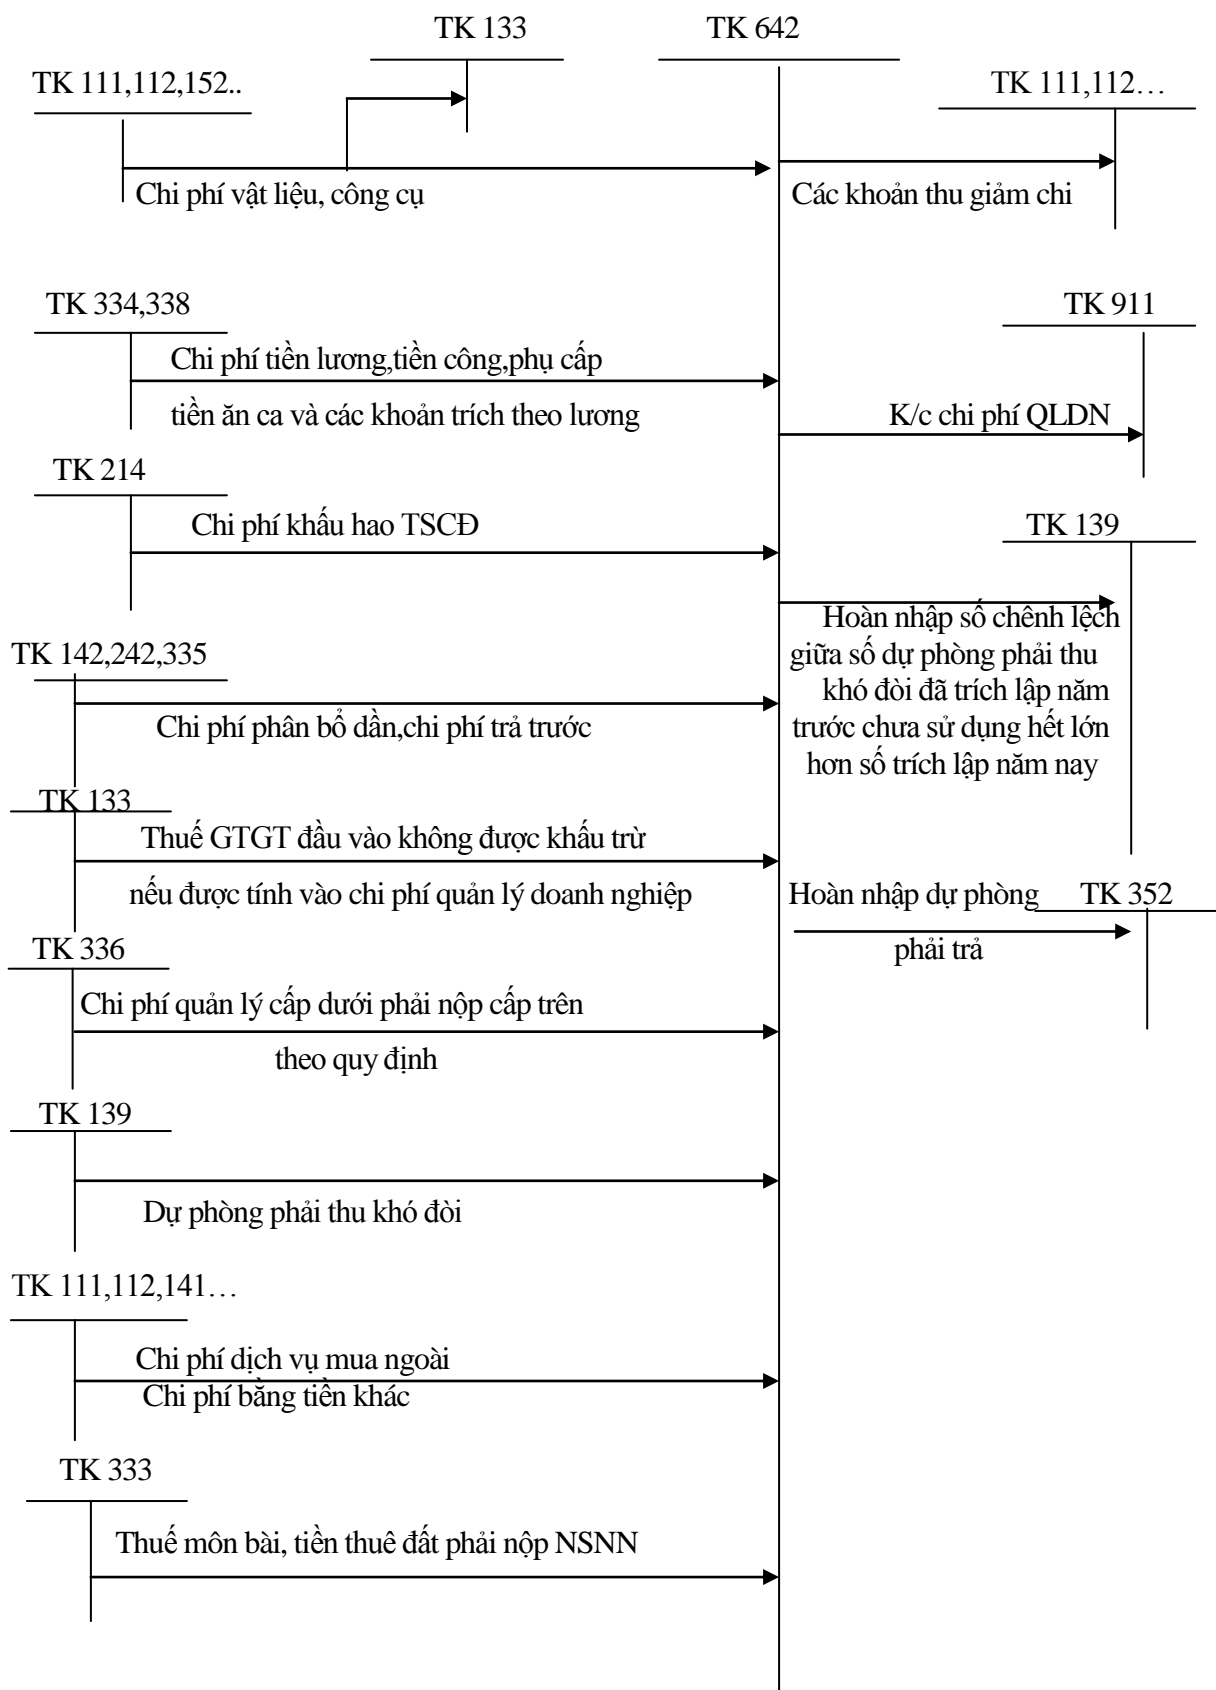 TK 133
TK 642
TK 111,112,152..
TK 111,112…
Chi phí vật liệu, công cụ
Các khoản thu giảm chi
TK 334,338
TK 911
Chi phí tiền lương,tiền công,phụ cấp
tiền ăn ca và các khoản trích theo lương
K/c chi phí QLDN
TK 214
Chi phí khấu hao TSCĐ
TK 139
Hoàn nhập số chênh lệch
giữa số dự phòng phải thu
khó đòi đã trích lập năm
trước chưa sử dụng hết lớn
hơn số trích lập năm nay
TK 142,242,335
Chi phí phân bổ dần,chi phí trả trước
TK 133
Thuế GTGT đầu vào không được khấu trừ
nếu được tính vào chi phí quản lý doanh nghiệp
Hoàn nhập dự phòng
phải trả
TK 352
TK 336
Chi phí quản lý cấp dưới phải nộp cấp trên
theo quy định
TK 139
Dự phòng phải thu khó đòi
TK 111,112,141…
Chi phí dịch vụ mua ngoài
Chi phí bằng tiền khác
TK 333
Thuế môn bài, tiền thuê đất phải nộp NSNN